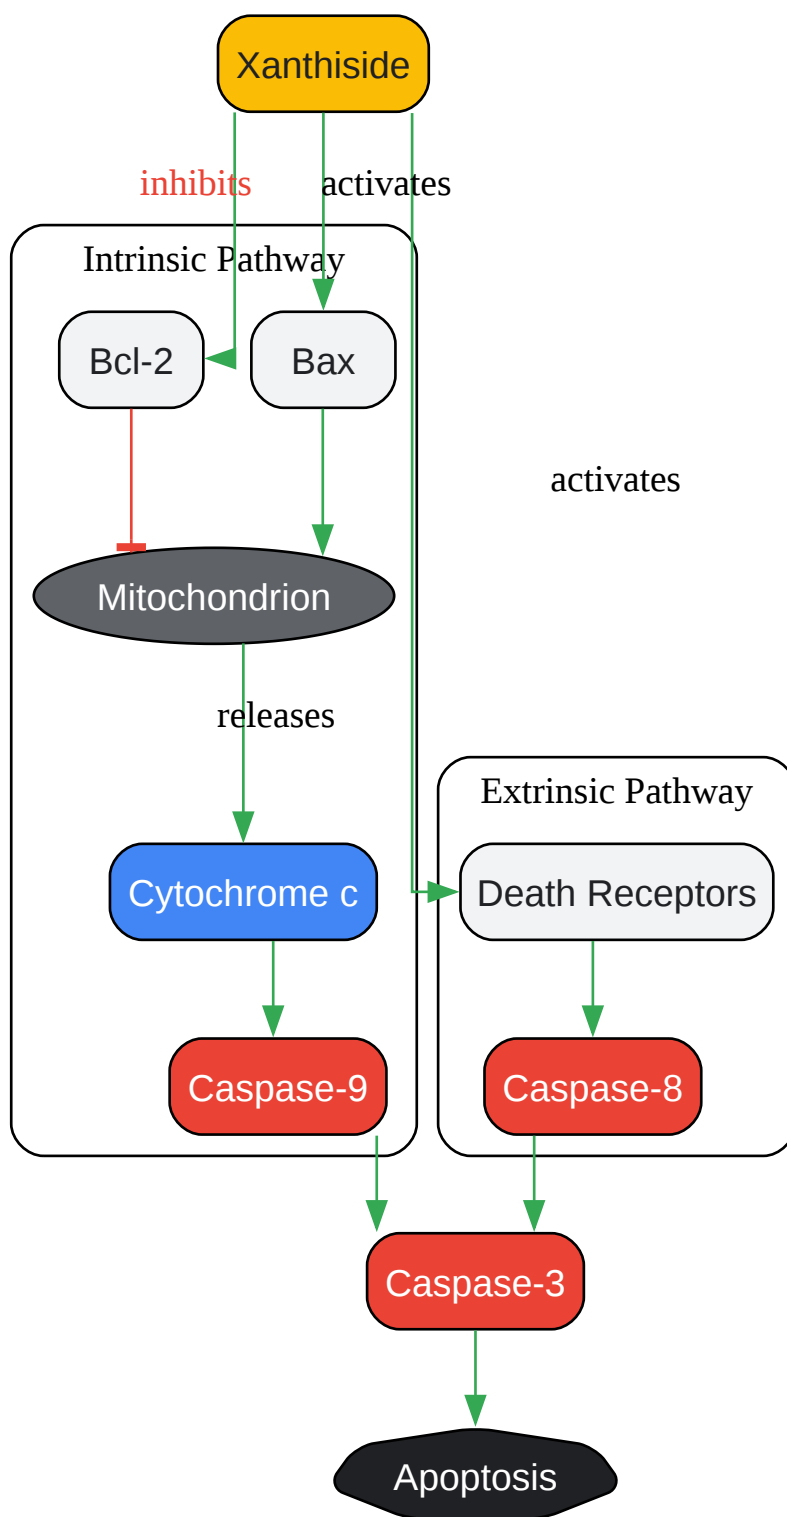 Xanthiside
inhibits
activates
Intrinsic Pathway
Bcl-2
Bax
activates
Mitochondrion
releases
Extrinsic Pathway
Cytochrome c
Death Receptors
Caspase-9
Caspase-8
Caspase-3
Apoptosis